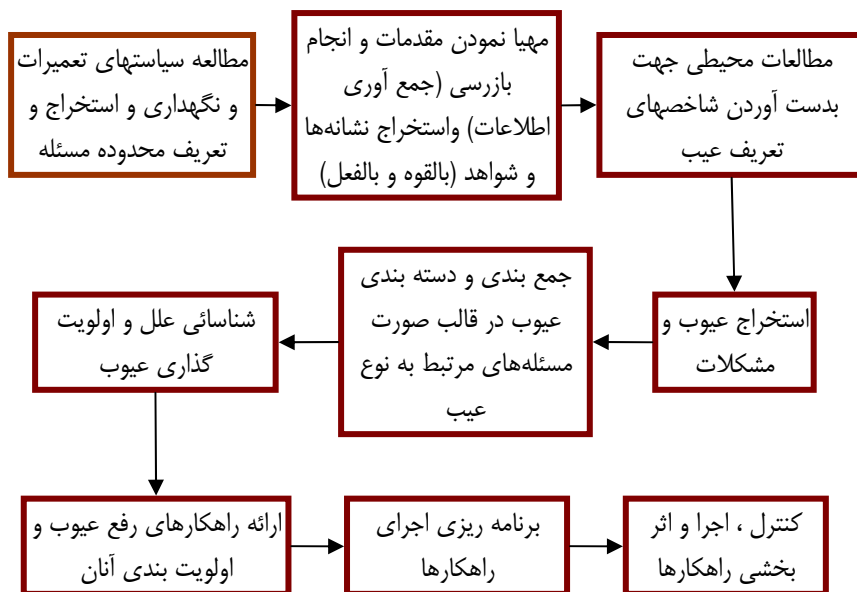 مطالعه سیاستهای تعمیرات
و نگهداری و استخراج و
تعریف محدوده مسئله
مهیا نمودن مقدمات و انجام
بازرسی (جمع آوری
اطلاعات) واستخراج نشانه‌ها
و شواهد (بالقوه و بالفعل)
مطالعات محیطی جهت
بدست آوردن شاخصهای
تعریف عیب
استخراج عیوب و
مشکلات
جمع بندی و دسته بندی
عیوب در قالب صورت
مسئله‌های مرتبط به نوع
عیب
شناسائی علل و اولویت
گذاری عیوب
ارائه راهکارهای رفع عیوب و
اولویت بندی آنان
برنامه ریزی اجرای
راهکارها
کنترل ، اجرا و اثر
بخشی راهکارها